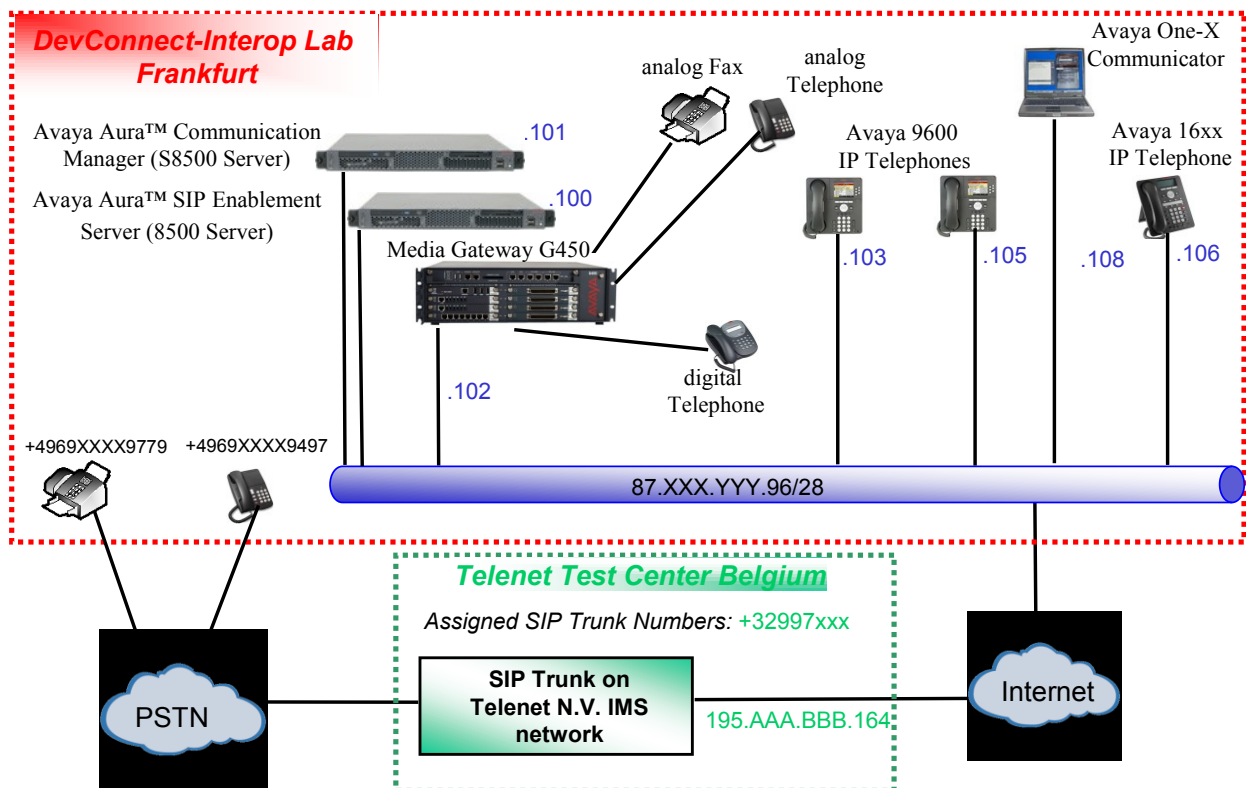 DevConnect-Interop Lab
Frankfurt
analog Fax
analog
Telephone
Avaya One-X
Communicator
Avaya Aura™ Communication
Manager (S8500 Server)
.101
Avaya 9600
IP Telephones
Avaya 16xx
IP Telephone
Avaya Aura™ SIP Enablement
Server (8500 Server)
.100
Media Gateway G450
AVAYA
.103
.105
.108
.106
.102
digital
Telephone
+4969XXXX9779
+4969XXXX9497
87.XXX.YYY.96/28
Telenet Test Center Belgium
Assigned SIP Trunk Numbers: +32997xxx
SIP Trunk on
Telenet N.V. IMS
network
195.AAA.BBB.164
PSTN
Internet